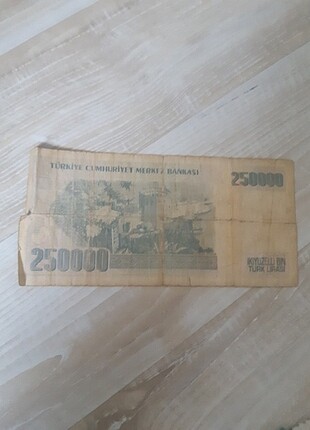 TÜRKİYE CUMHURİYET MERKEZ BANKASI
250000
250000
İKİYÜZELLİ BİN
TÜRK LİRASI